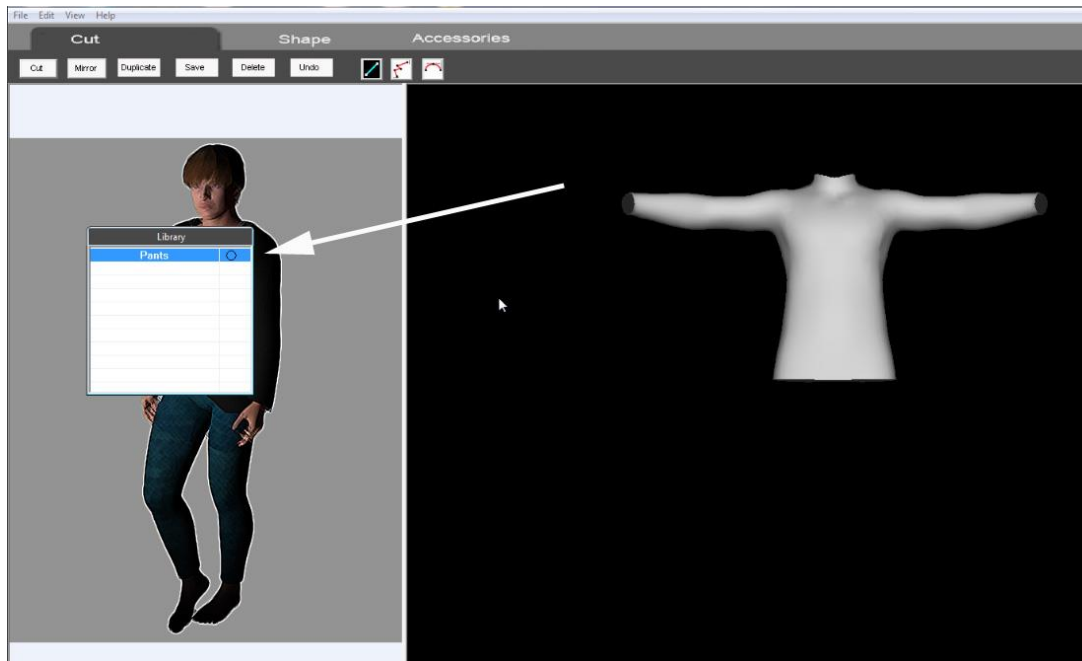 File Edit View Help
Cut Shape Accessories
Cut Mirror Duplicate Save Delete Undo
Library
Pants